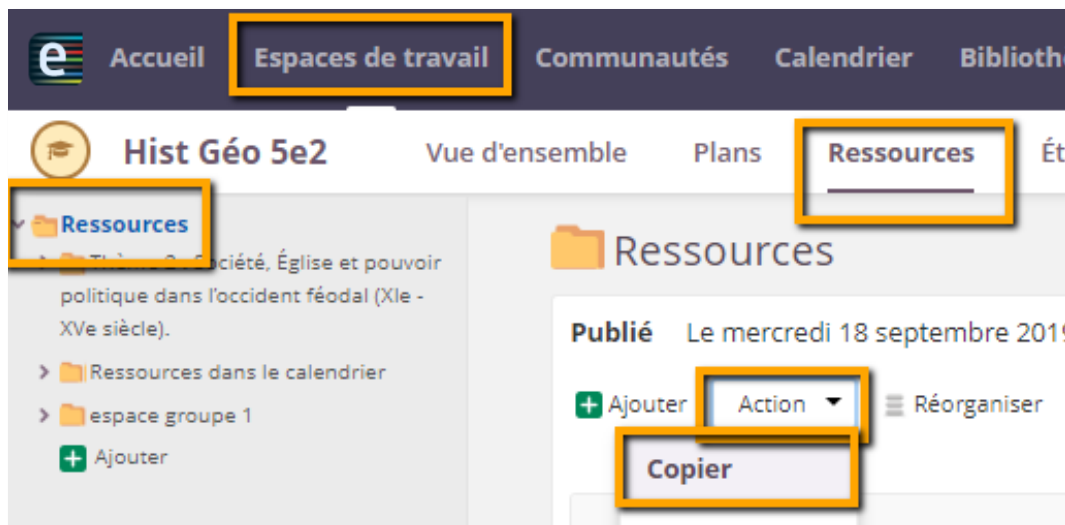 e Accueil Espaces de travail Communautés Calendrier
Hist Géo 5e2 Vue d'ensemble Plans Ressources
Ressources
Société, Église et pouvoir
politique dans l'occident féodal (XIe -
XVe siècle).
Ressources dans le calendrier
espace groupe 1
Ajouter
Ressources
Publié Le mercredi 18 septembre 2019
Ajouter Action Réorganiser
Copier